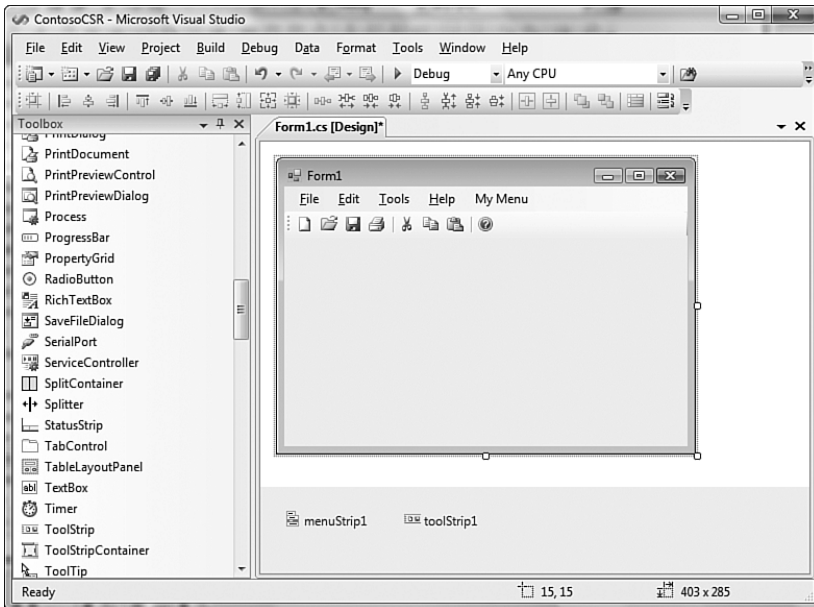 ContosoCSR - Microsoft Visual Studio
File Edit View Project Build Debug Data Format Tools Window Help
Debug Any CPU
Toolbox
Form1.cs [Design]*
PrintDialog
PrintDocument
PrintPreviewControl
PrintPreviewDialog
Process
ProgressBar
PropertyGrid
RadioButton
RichTextBox
SaveFileDialog
SerialPort
ServiceController
SplitContainer
Splitter
StatusStrip
TabControl
TableLayoutPanel
abl TextBox
Timer
ToolStrip
ToolStripContainer
ToolTip
Form1
File Edit Tools Help My Menu
menuStrip1 toolStrip1
Ready 15, 15 403 x 285